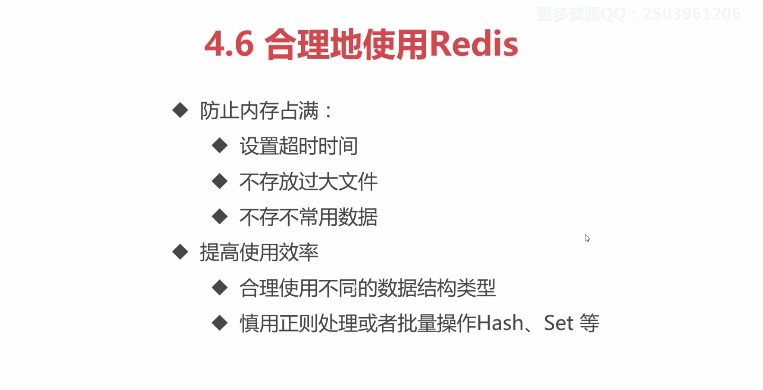 更多资源QQ：2503961206
4.6 合理地使用Redis
◆ 防止内存占满：
◆ 设置超时时间
◆ 不存放过大文件
◆ 不存不常用数据
◆ 提高使用效率
◆ 合理使用不同的数据结构类型
◆ 慎用正则处理或者批量操作Hash、Set 等